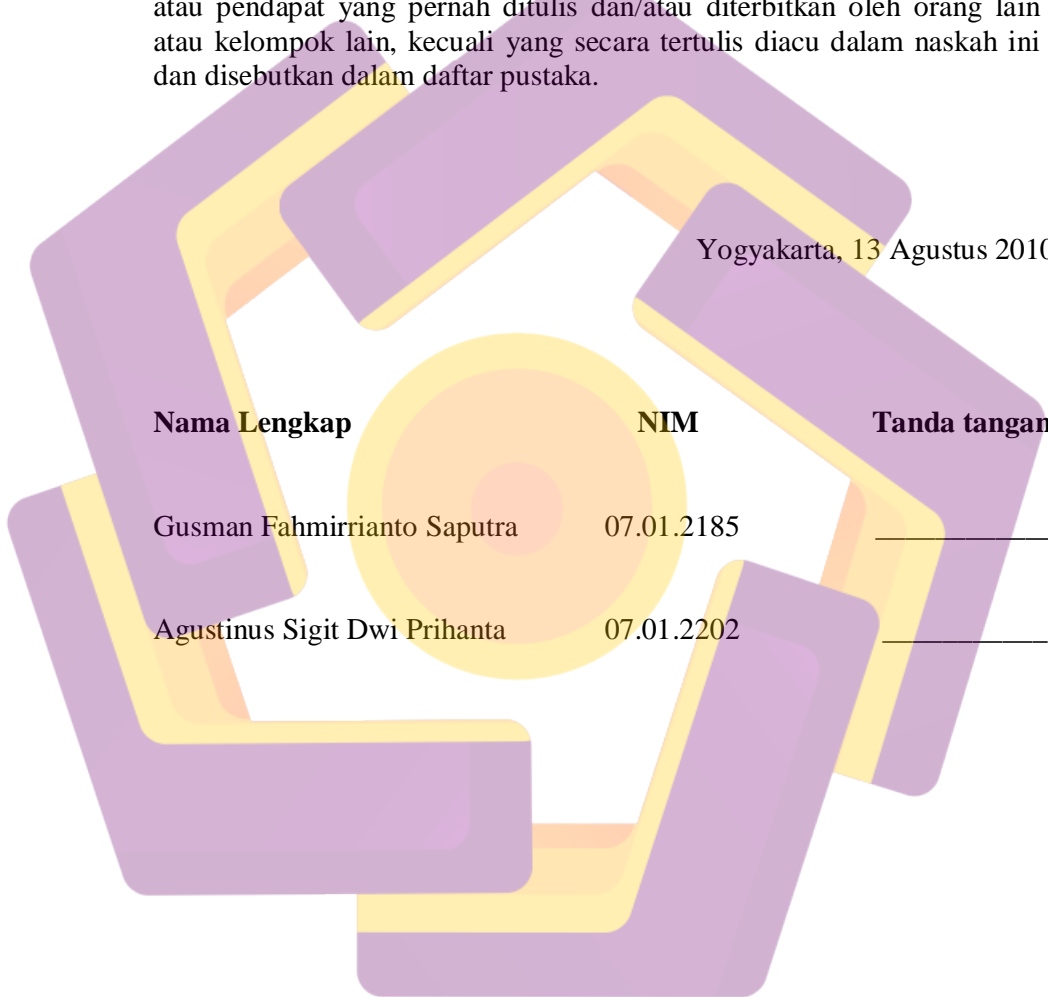 atau pendapat yang pernah ditulis dan/atau diterbitkan oleh orang lain
atau kelompok lain, kecuali yang secara tertulis diacu dalam naskah ini
dan disebutkan dalam daftar pustaka.
Yogyakarta, 13 Agustus 2010
Nama Lengkap NIM Tanda tangan
Gusman Fahmirrianto Saputra 07.01.2185 ____________
Agustinus Sigit Dwi Prihanta 07.01.2202 ___________